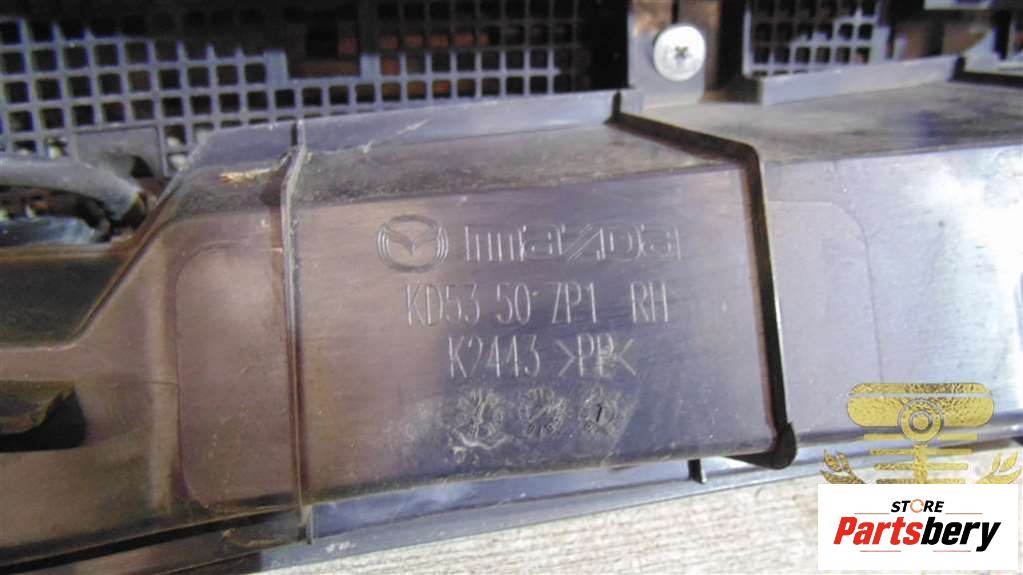 mazda
KD53 50 7P1 RH
K2443 >PP<
STORE
Partsbery